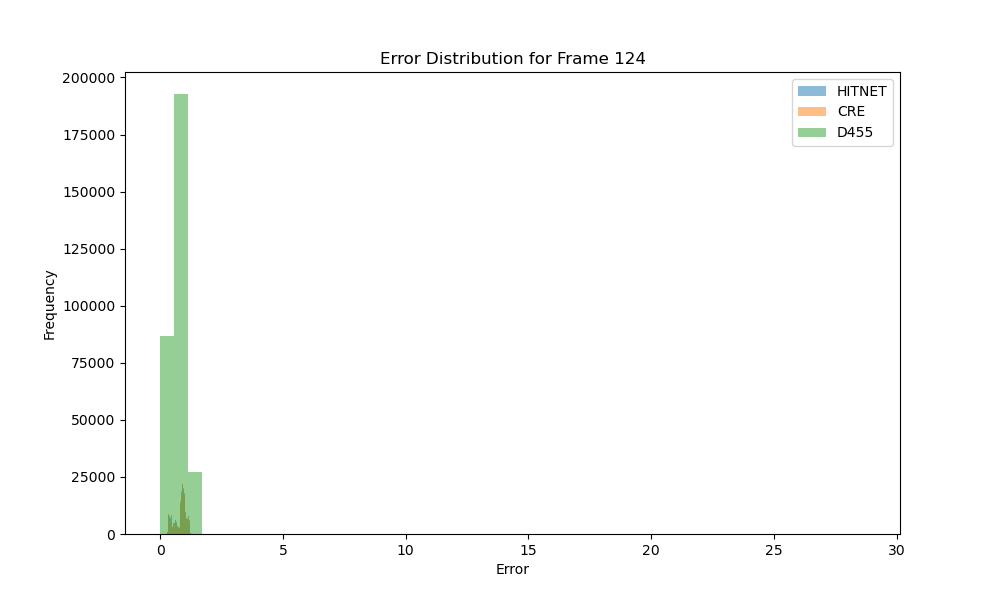 Error Distribution for Frame 124
HITNET
CRE
D455
200000
175000
150000
125000
100000
75000
50000
25000
0
Frequency
0 5 10 15 20 25 30
Error